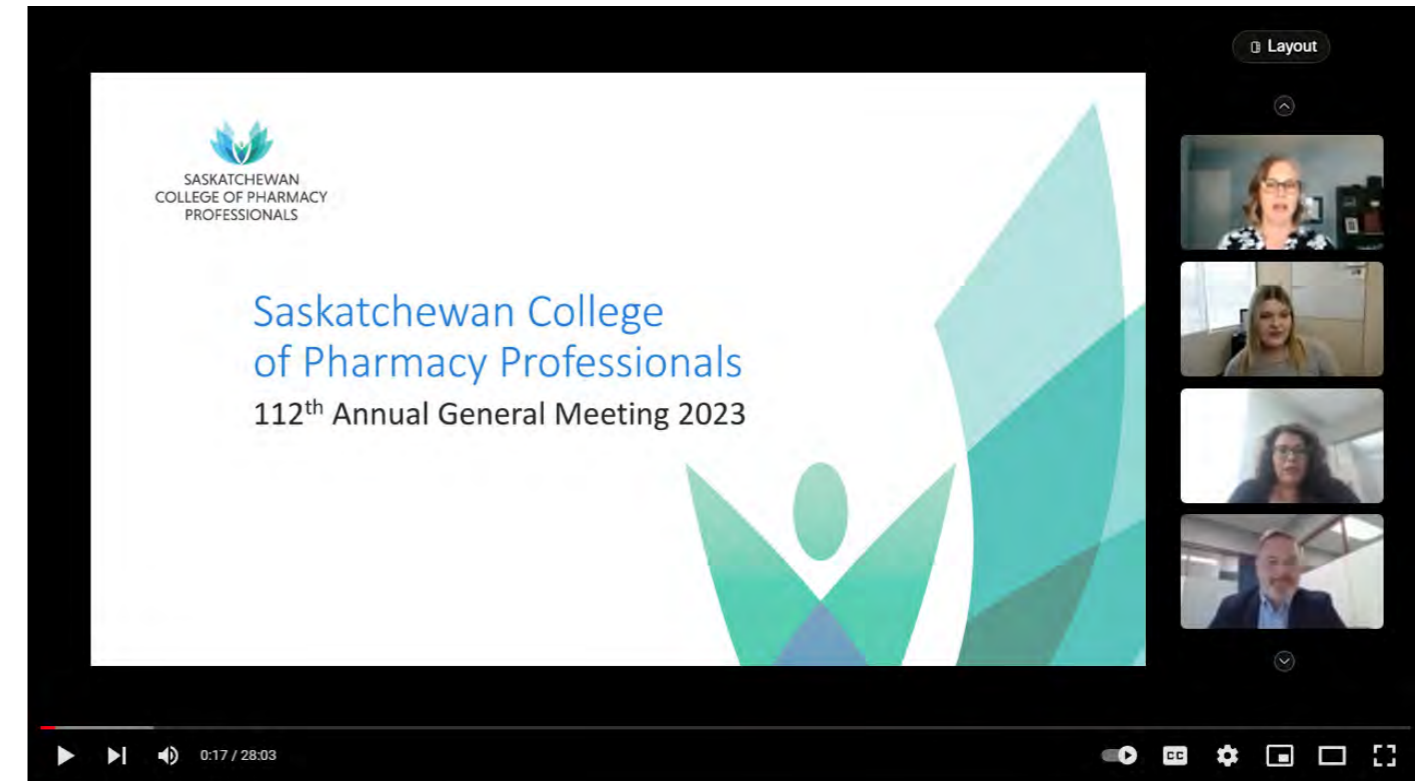 Layout
SASKATCHEWAN
COLLEGE OF PHARMACY
PROFESSIONALS
Saskatchewan College
of Pharmacy Professionals
112th Annual General Meeting 2023
0:17 / 28:03
CC